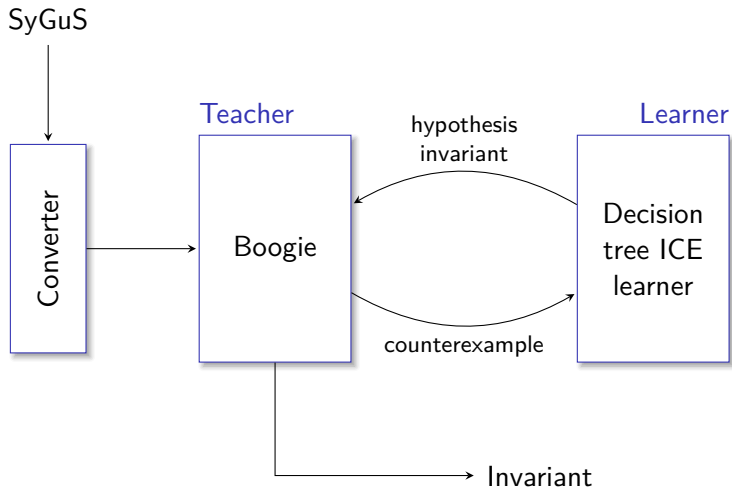 SyGuS
Converter
Teacher
Boogie
hypothesis
invariant
counterexample
Learner
Decision
tree ICE
learner
Invariant